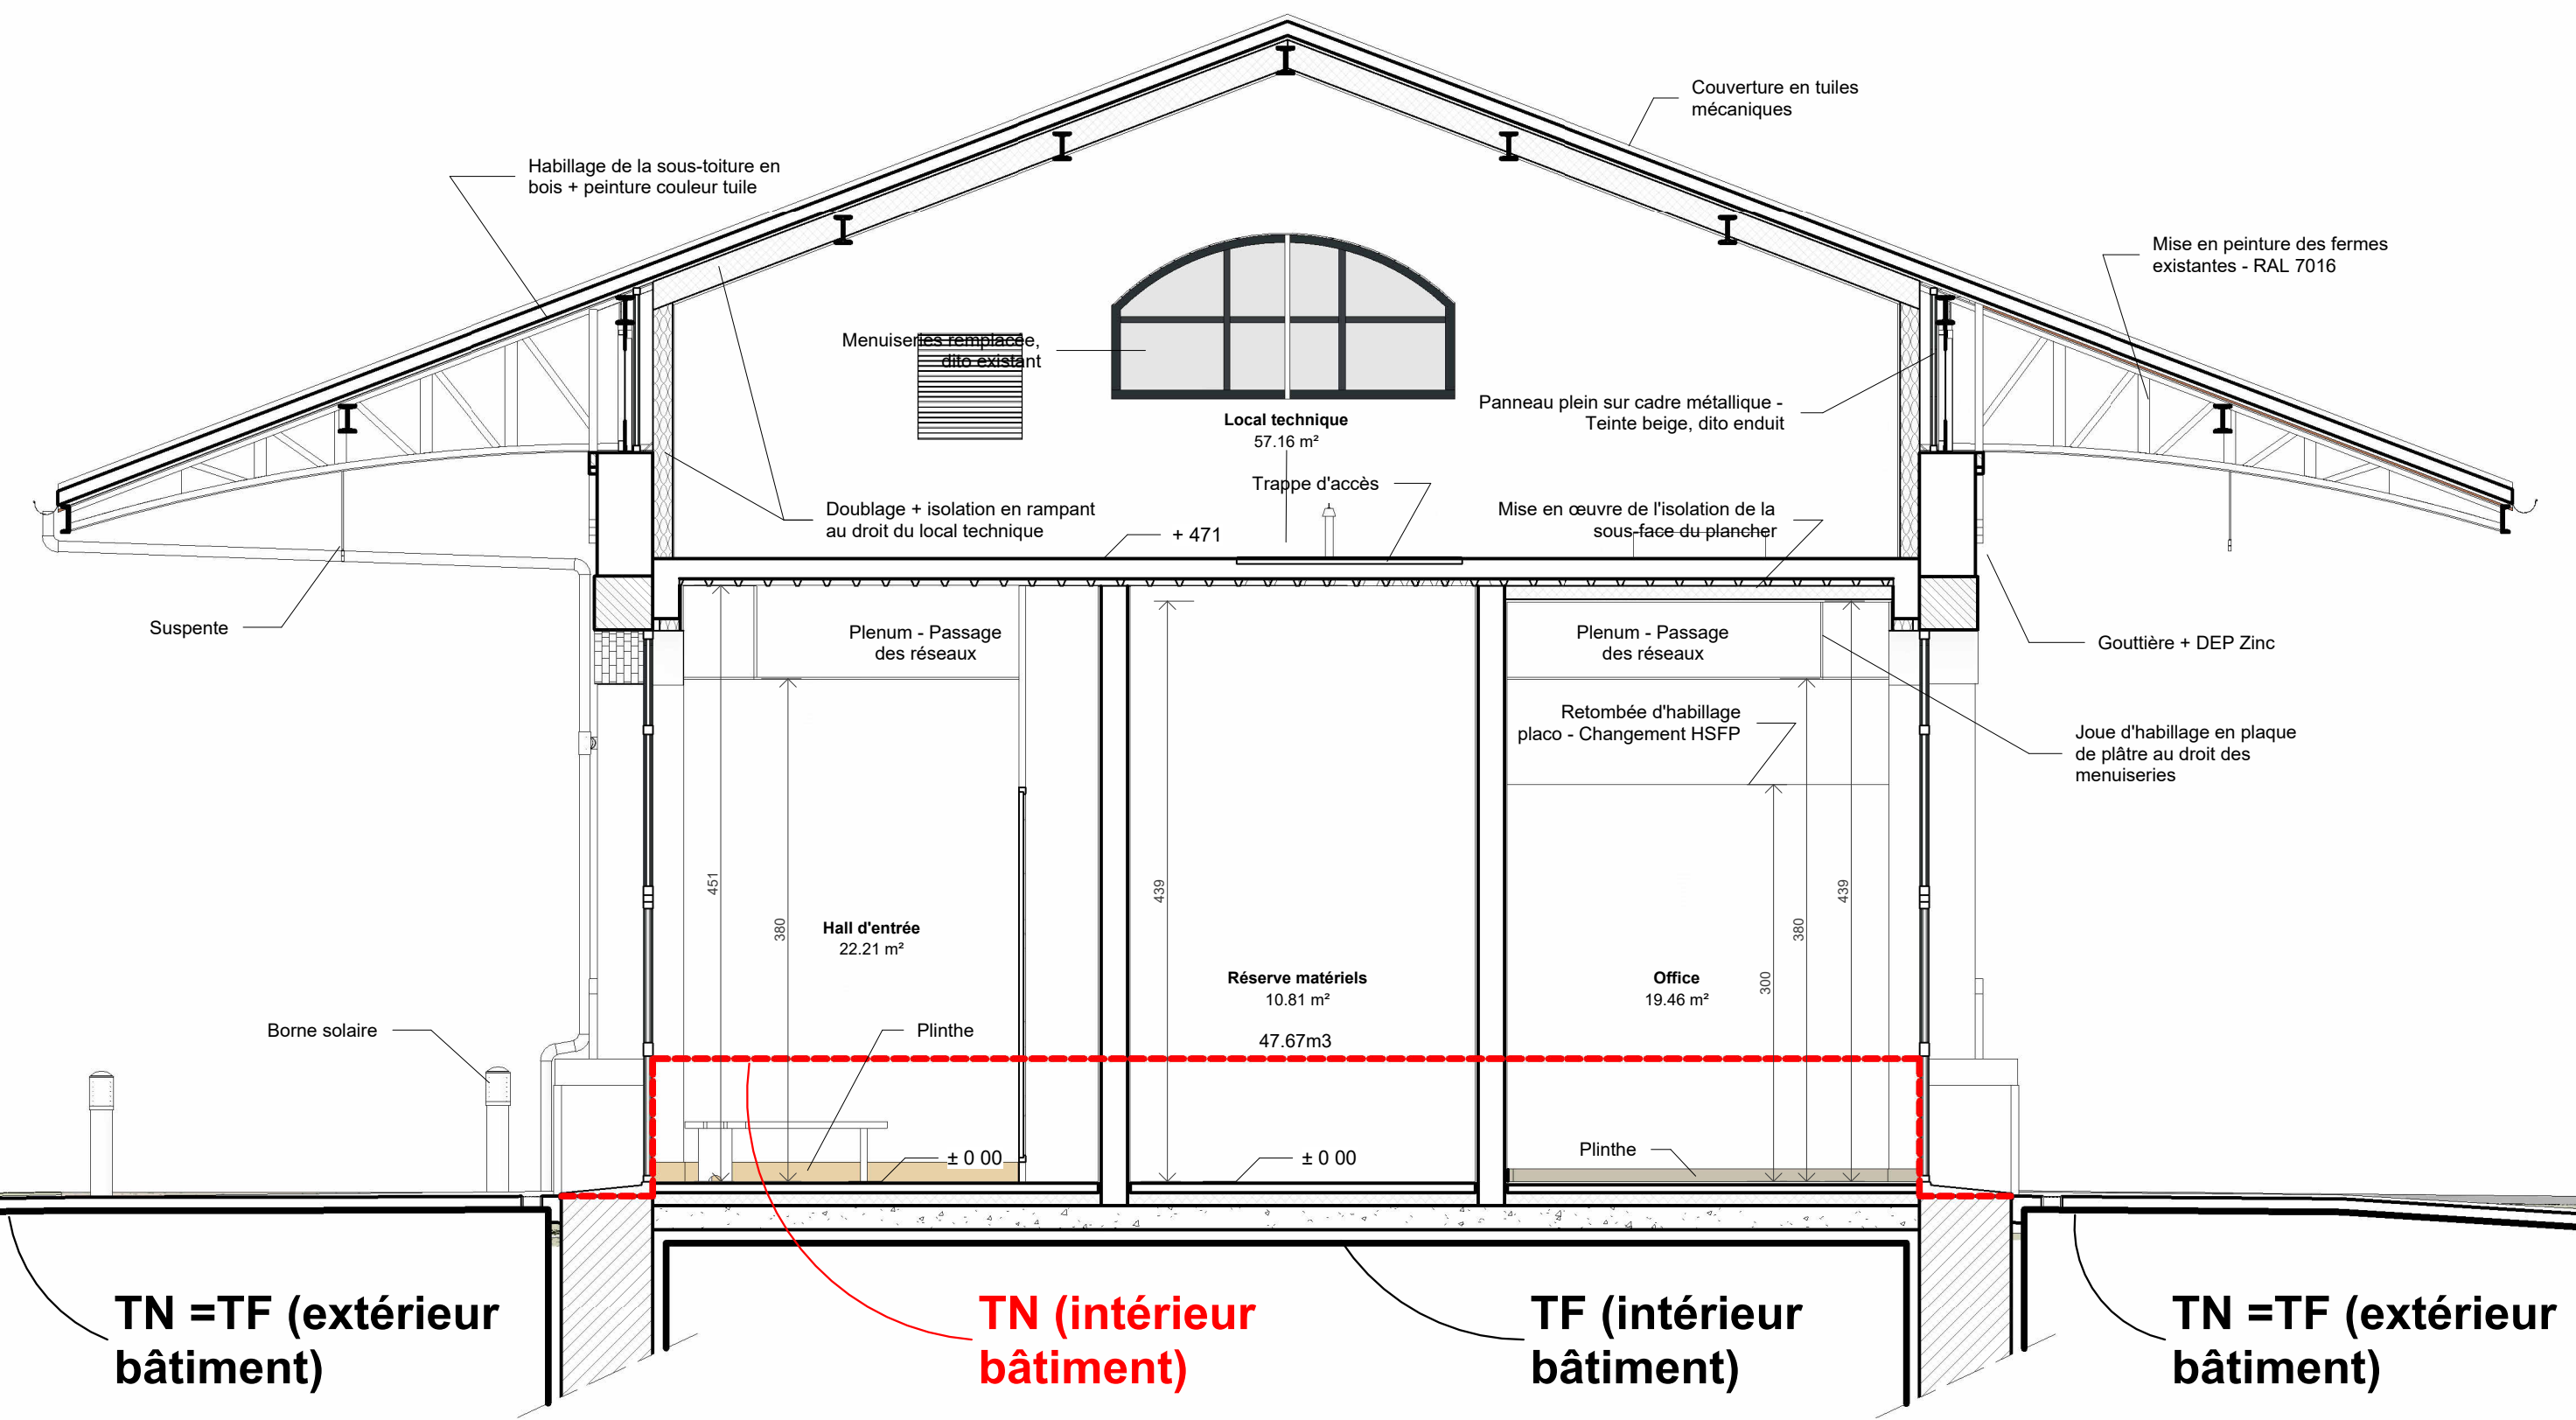 Couverture en tuiles
mécaniques
Habillage de la sous-toiture en
bois + peinture couleur tuile
Mise en peinture des fermes
existantes - RAL 7016
Menuiseries remplacée,
dito existant
Panneau plein sur cadre métallique -
Teinte beige, dito enduit
Local technique
57.16 m²
Trappe d'accès
Doublage + isolation en rampant
au droit du local technique
Mise en œuvre de l'isolation de la
sous-face du plancher
+ 471
Suspente
Plenum - Passage
des réseaux
Plenum - Passage
des réseaux
Gouttière + DEP Zinc
Retombée d'habillage
placo - Changement HSFP
Joue d'habillage en plaque
de plâtre au droit des
menuiseries
451
380
439
300
380
439
Hall d'entrée
22.21 m²
Réserve matériels
10.81 m²
47.67m3
Office
19.46 m²
Borne solaire
Plinthe
Plinthe
± 0 00
± 0 00
TN =TF (extérieur
bâtiment)
TN (intérieur
bâtiment)
TF (intérieur
bâtiment)
TN =TF (extérieur
bâtiment)